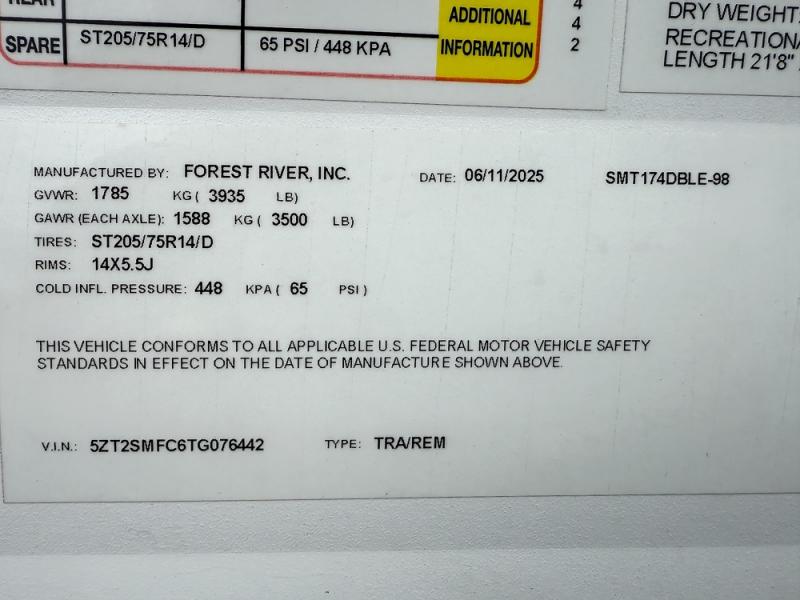 SPARE ST205/75R14/D 65 PSI / 448 KPA
ADDITIONAL
INFORMATION
4
4
2
DRY WEIGHT
LENGTH 21'8"
MANUFACTURED BY: FOREST RIVER, INC. DATE: 06/11/2025 SMT174DBLE-98
GVWR: 1785 KG ( 3935 LB)
GAWR (EACH AXLE): 1588 KG ( 3500 LB)
TIRES: ST205/75R14/D
RIMS: 14X5.5J
COLD INFL. PRESSURE: 448 KPA ( 65 PSI )
THIS VEHICLE CONFORMS TO ALL APPLICABLE U.S. FEDERAL MOTOR VEHICLE SAFETY
STANDARDS IN EFFECT ON THE DATE OF MANUFACTURE SHOWN ABOVE.
V.I.N.: 5ZT2SMFC6TG076442 TYPE: TRA/REM